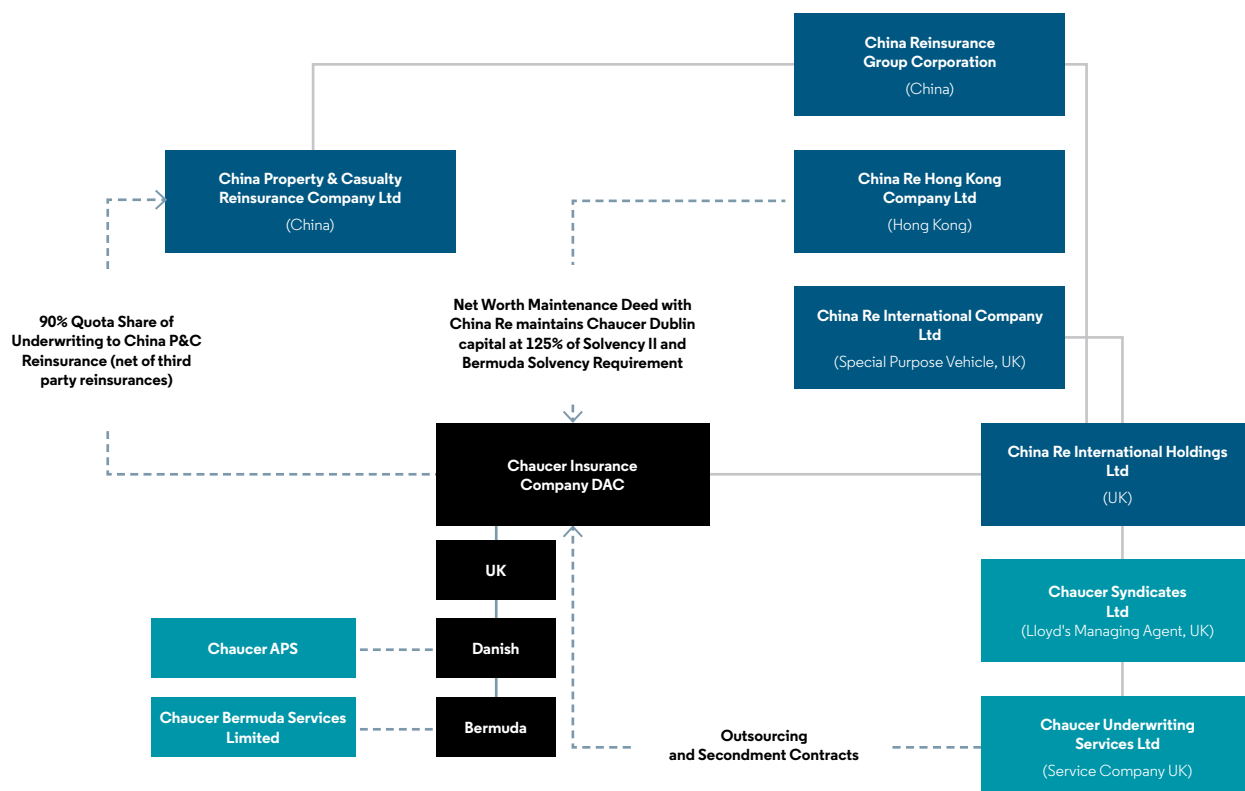 China Reinsurance
Group Corporation
(China)
China Property & Casualty
Reinsurance Company Ltd
(China)
China Re Hong Kong
Company Ltd
(Hong Kong)
90% Quota Share of
Underwriting to China P&C
Reinsurance (net of third
party reinsurances)
Net Worth Maintenance Deed with
China Re maintains Chaucer Dublin
capital at 125% of Solvency II and
Bermuda Solvency Requirement
China Re International Company
Ltd
(Special Purpose Vehicle, UK)
Chaucer Insurance
Company DAC
China Re International Holdings
Ltd
(UK)
UK
Chaucer Syndicates
Ltd
(Lloyd's Managing Agent, UK)
Chaucer APS
Danish
Chaucer Bermuda Services
Limited
Bermuda
Outsourcing
and Secondment Contracts
Chaucer Underwriting
Services Ltd
(Service Company UK)